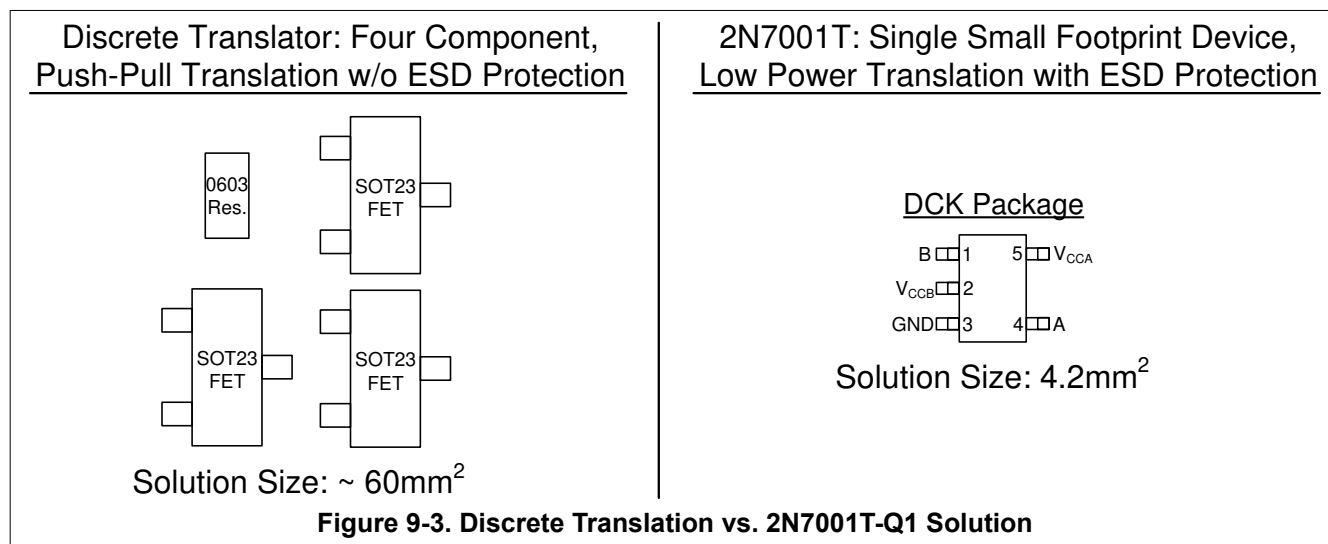 Discrete Translator: Four Component,
Push-Pull Translation w/o ESD Protection
0603
Res.
SOT23
FET
SOT23
FET
SOT23
FET
Solution Size: ~ 60mm²
2N7001T: Single Small Footprint Device,
Low Power Translation with ESD Protection
DCK Package
B 1 5 VCCA
VCCB 2
GND 3 4 A
Solution Size: 4.2mm²
Figure 9-3. Discrete Translation vs. 2N7001T-Q1 Solution